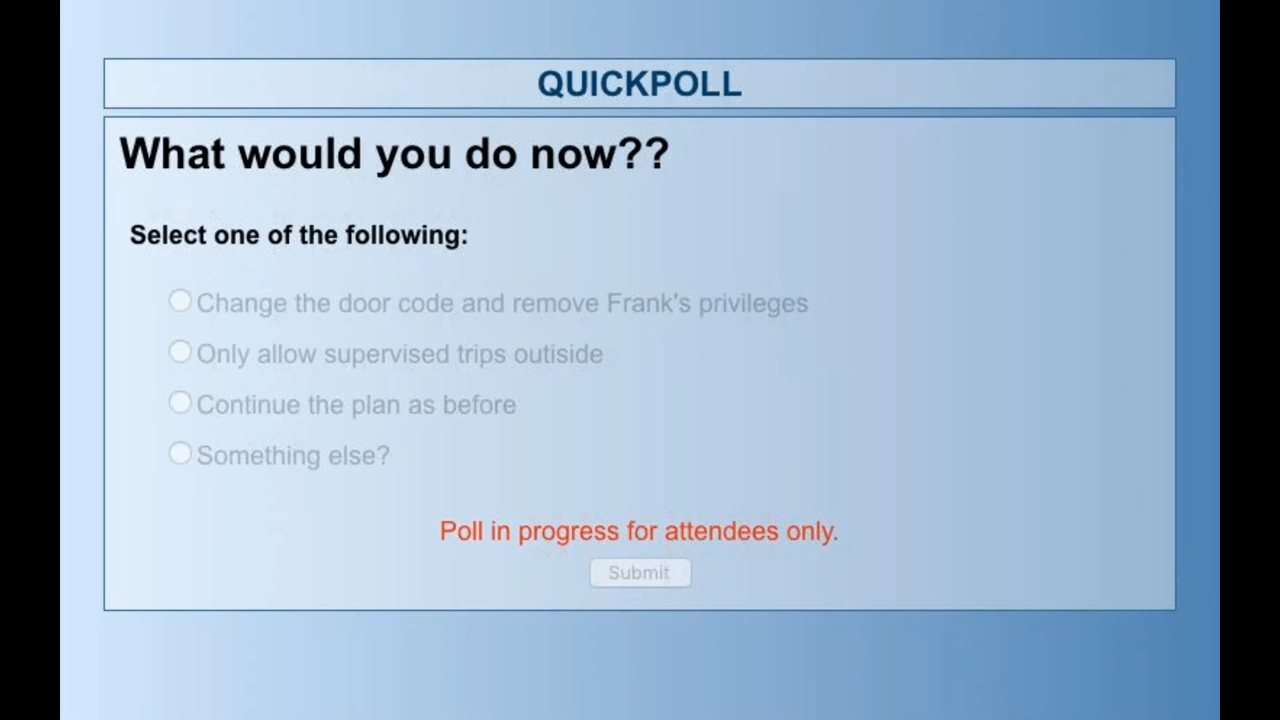 QUICKPOLL
What would you do now??
Select one of the following:
Change the door code and remove Frank's privileges
Only allow supervised trips outiside
Continue the plan as before
Something else?
Poll in progress for attendees only.
Submit